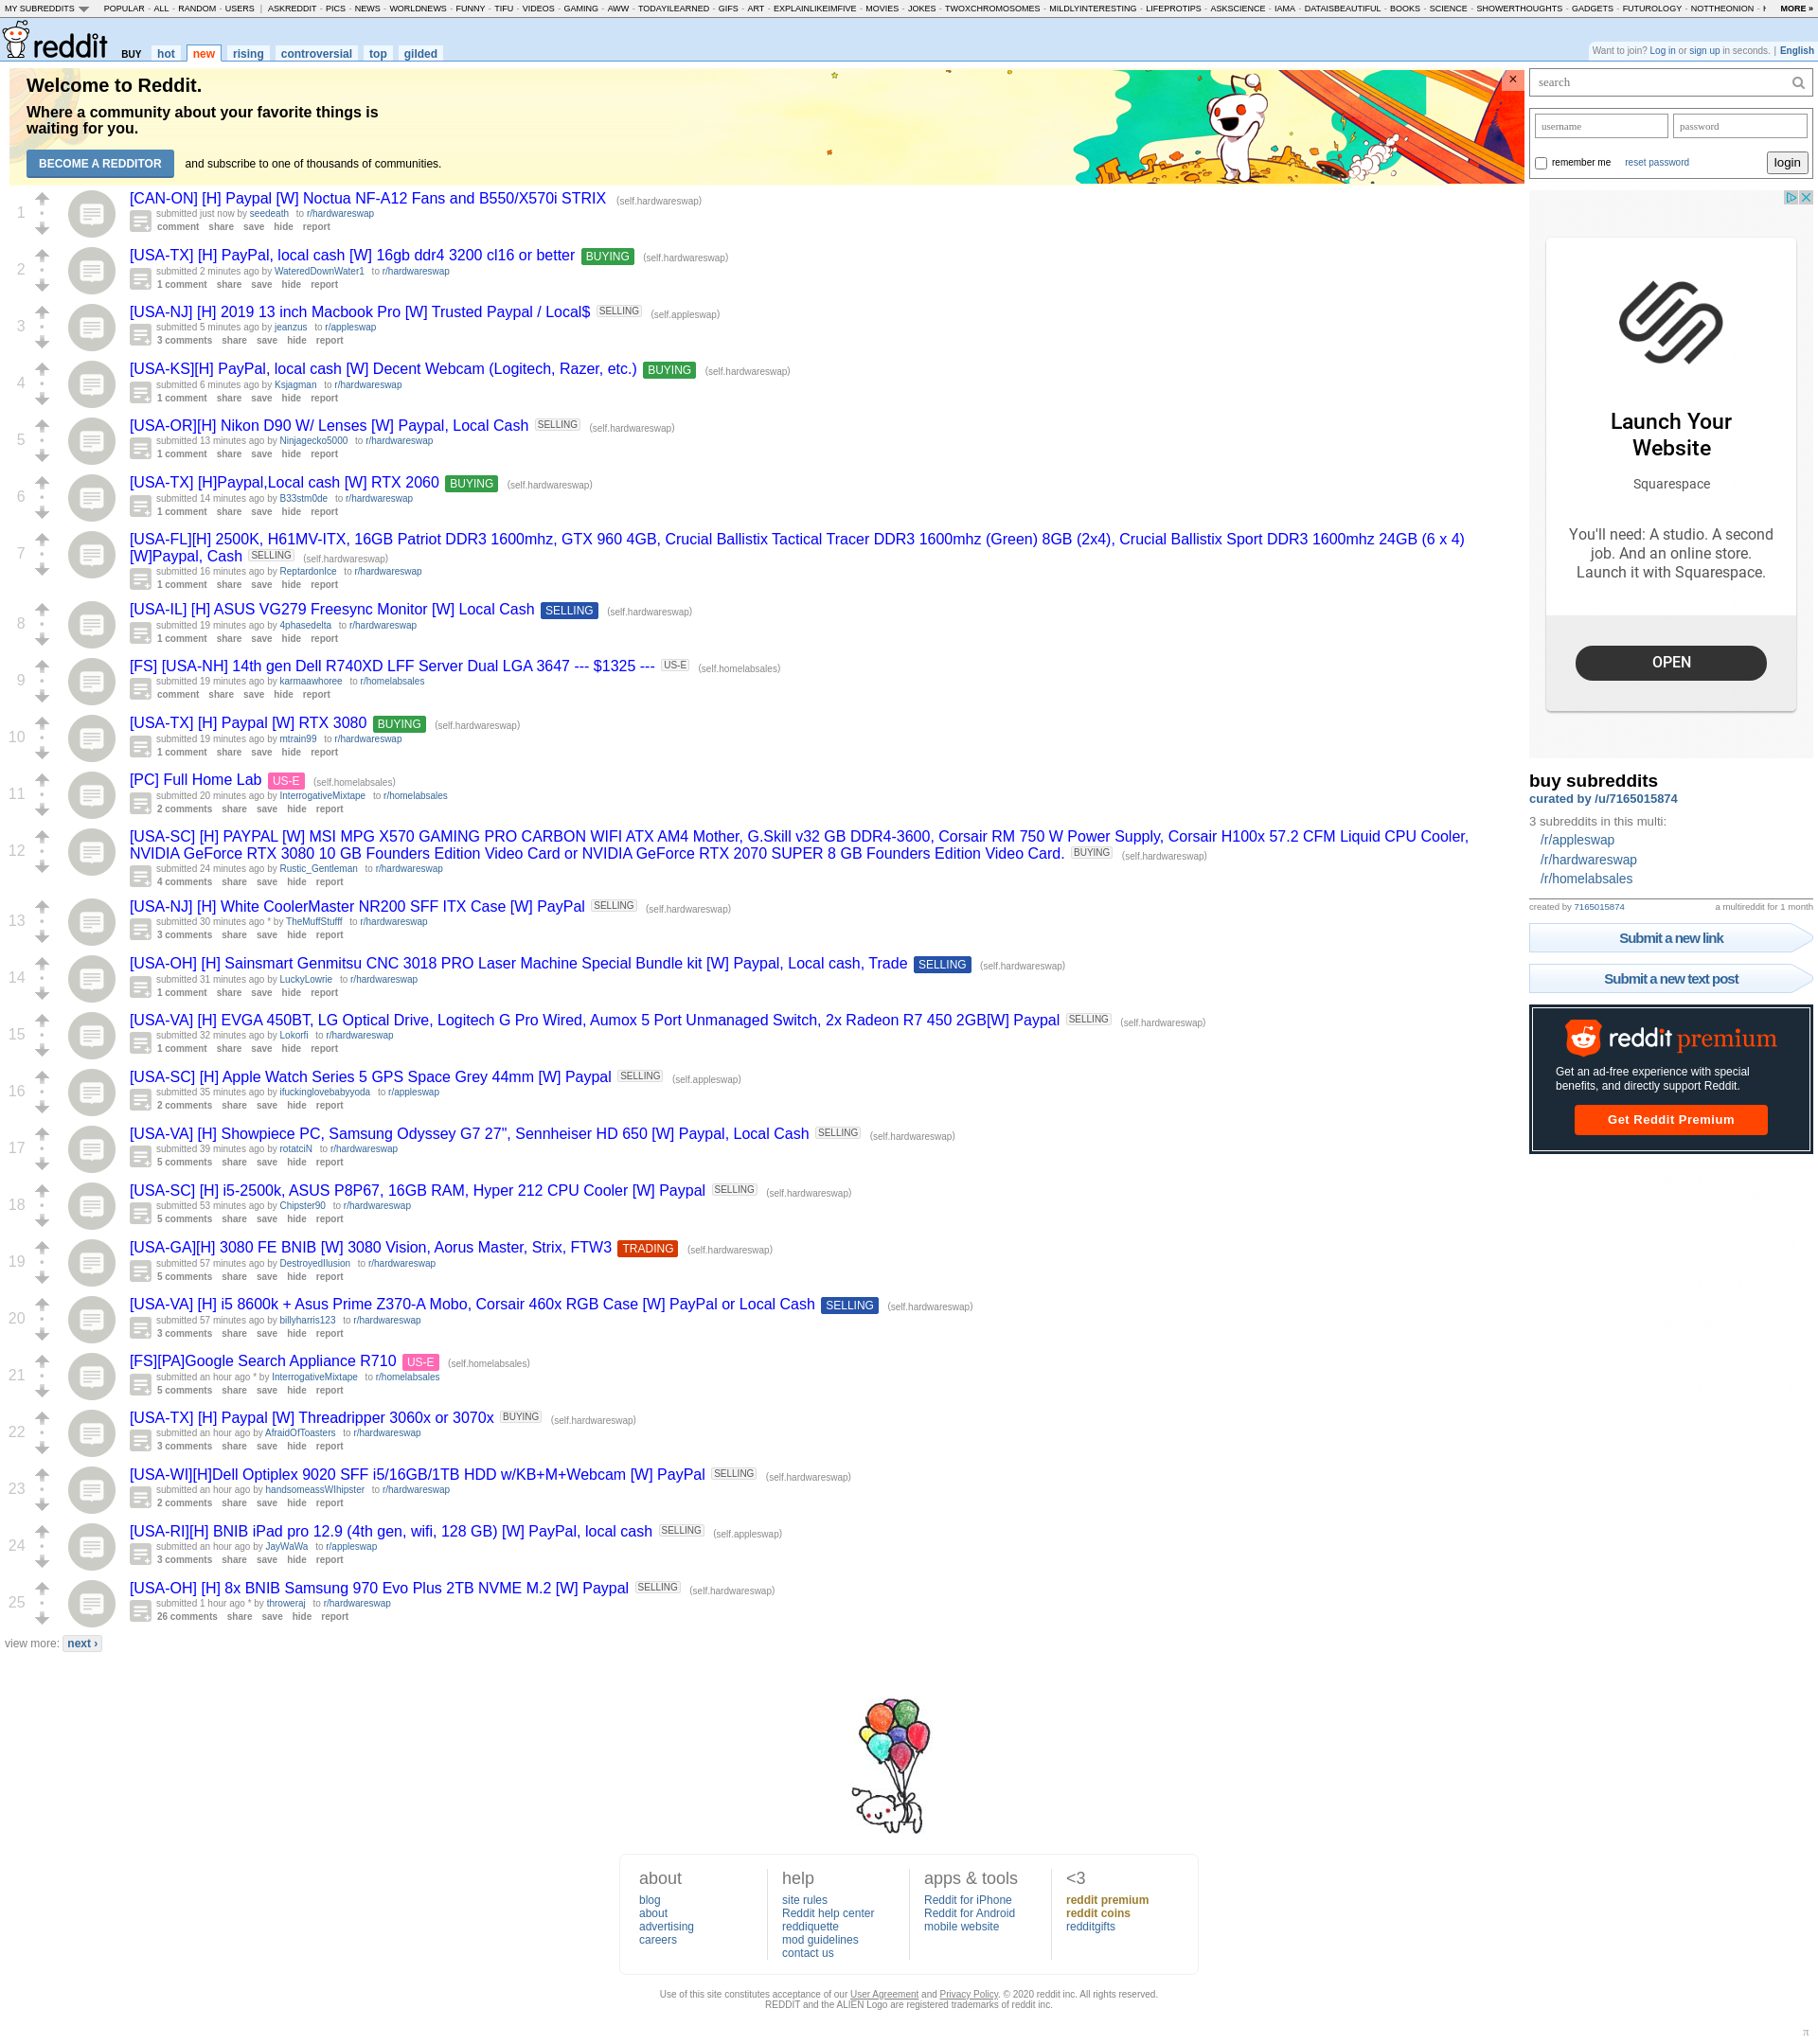 MY SUBREDDITS POPULAR - ALL - RANDOM - USERS | ASKREDDIT - PICS - NEWS - WORLDNEWS - FUNNY - TIFU - VIDEOS - GAMING - AWW - TODAYILEARNED - GIFS - ART - EXPLAINLIKEIMFIVE - MOVIES - JOKES - TWOXCHROMOSOMES - MILDLYINTERESTING - LIFEPROTIPS - ASKSCIENCE - IAMA - DATAISBEAUTIFUL - BOOKS - SCIENCE - SHOWERTHOUGHTS - GADGETS - FUTUROLOGY - NOTTHEONION - MORE »
reddit BUY hot new rising controversial top gilded
Want to join? Log in or sign up in seconds. | English
Welcome to Reddit.
Where a community about your favorite things is
waiting for you.
BECOME A REDDITOR and subscribe to one of thousands of communities.
×
1
[CAN-ON] [H] Paypal [W] Noctua NF-A12 Fans and B550/X570i STRIX (self.hardwareswap)
submitted just now by seedeath to r/hardwareswap
comment share save hide report
2
[USA-TX] [H] PayPal, local cash [W] 16gb ddr4 3200 cl16 or better BUYING (self.hardwareswap)
submitted 2 minutes ago by WateredDownWater1 to r/hardwareswap
1 comment share save hide report
3
[USA-NJ] [H] 2019 13 inch Macbook Pro [W] Trusted Paypal / Local$ SELLING (self.appleswap)
submitted 5 minutes ago by jeanzus to r/appleswap
3 comments share save hide report
4
[USA-KS][H] PayPal, local cash [W] Decent Webcam (Logitech, Razer, etc.) BUYING (self.hardwareswap)
submitted 6 minutes ago by Ksjagman to r/hardwareswap
1 comment share save hide report
5
[USA-OR][H] Nikon D90 W/ Lenses [W] Paypal, Local Cash SELLING (self.hardwareswap)
submitted 13 minutes ago by Ninjagecko5000 to r/hardwareswap
1 comment share save hide report
6
[USA-TX] [H]Paypal,Local cash [W] RTX 2060 BUYING (self.hardwareswap)
submitted 14 minutes ago by B33stm0de to r/hardwareswap
1 comment share save hide report
7
[USA-FL][H] 2500K, H61MV-ITX, 16GB Patriot DDR3 1600mhz, GTX 960 4GB, Crucial Ballistix Tactical Tracer DDR3 1600mhz (Green) 8GB (2x4), Crucial Ballistix Sport DDR3 1600mhz 24GB (6 x 4)
[W]Paypal, Cash SELLING (self.hardwareswap)
submitted 16 minutes ago by ReptardonIce to r/hardwareswap
1 comment share save hide report
8
[USA-IL] [H] ASUS VG279 Freesync Monitor [W] Local Cash SELLING (self.hardwareswap)
submitted 19 minutes ago by 4phasedelta to r/hardwareswap
1 comment share save hide report
9
[FS] [USA-NH] 14th gen Dell R740XD LFF Server Dual LGA 3647 --- $1325 --- US-E (self.homelabsales)
submitted 19 minutes ago by karmaawhoree to r/homelabsales
comment share save hide report
10
[USA-TX] [H] Paypal [W] RTX 3080 BUYING (self.hardwareswap)
submitted 19 minutes ago by mtrain99 to r/hardwareswap
1 comment share save hide report
11
[PC] Full Home Lab US-E (self.homelabsales)
submitted 20 minutes ago by InterrogativeMixtape to r/homelabsales
2 comments share save hide report
12
[USA-SC] [H] PAYPAL [W] MSI MPG X570 GAMING PRO CARBON WIFI ATX AM4 Mother, G.Skill v32 GB DDR4-3600, Corsair RM 750 W Power Supply, Corsair H100x 57.2 CFM Liquid CPU Cooler,
NVIDIA GeForce RTX 3080 10 GB Founders Edition Video Card or NVIDIA GeForce RTX 2070 SUPER 8 GB Founders Edition Video Card. BUYING (self.hardwareswap)
submitted 24 minutes ago by Rustic_Gentleman to r/hardwareswap
4 comments share save hide report
13
[USA-NJ] [H] White CoolerMaster NR200 SFF ITX Case [W] PayPal SELLING (self.hardwareswap)
submitted 30 minutes ago * by TheMuffStufff to r/hardwareswap
3 comments share save hide report
14
[USA-OH] [H] Sainsmart Genmitsu CNC 3018 PRO Laser Machine Special Bundle kit [W] Paypal, Local cash, Trade SELLING (self.hardwareswap)
submitted 31 minutes ago by LuckyLowrie to r/hardwareswap
1 comment share save hide report
15
[USA-VA] [H] EVGA 450BT, LG Optical Drive, Logitech G Pro Wired, Aumox 5 Port Unmanaged Switch, 2x Radeon R7 450 2GB[W] Paypal SELLING (self.hardwareswap)
submitted 32 minutes ago by Lokorfi to r/hardwareswap
1 comment share save hide report
16
[USA-SC] [H] Apple Watch Series 5 GPS Space Grey 44mm [W] Paypal SELLING (self.appleswap)
submitted 35 minutes ago by ifuckinglovebabyyoda to r/appleswap
2 comments share save hide report
17
[USA-VA] [H] Showpiece PC, Samsung Odyssey G7 27", Sennheiser HD 650 [W] Paypal, Local Cash SELLING (self.hardwareswap)
submitted 39 minutes ago by rotatciN to r/hardwareswap
5 comments share save hide report
18
[USA-SC] [H] i5-2500k, ASUS P8P67, 16GB RAM, Hyper 212 CPU Cooler [W] Paypal SELLING (self.hardwareswap)
submitted 53 minutes ago by Chipster90 to r/hardwareswap
5 comments share save hide report
19
[USA-GA][H] 3080 FE BNIB [W] 3080 Vision, Aorus Master, Strix, FTW3 TRADING (self.hardwareswap)
submitted 57 minutes ago by DestroyedIlusion to r/hardwareswap
5 comments share save hide report
20
[USA-VA] [H] i5 8600k + Asus Prime Z370-A Mobo, Corsair 460x RGB Case [W] PayPal or Local Cash SELLING (self.hardwareswap)
submitted 57 minutes ago by billyharris123 to r/hardwareswap
3 comments share save hide report
21
[FS][PA]Google Search Appliance R710 US-E (self.homelabsales)
submitted an hour ago * by InterrogativeMixtape to r/homelabsales
5 comments share save hide report
22
[USA-TX] [H] Paypal [W] Threadripper 3060x or 3070x BUYING (self.hardwareswap)
submitted an hour ago by AfraidOfToasters to r/hardwareswap
3 comments share save hide report
23
[USA-WI][H]Dell Optiplex 9020 SFF i5/16GB/1TB HDD w/KB+M+Webcam [W] PayPal SELLING (self.hardwareswap)
submitted an hour ago by handsomeassWIhipster to r/hardwareswap
2 comments share save hide report
24
[USA-RI][H] BNIB iPad pro 12.9 (4th gen, wifi, 128 GB) [W] PayPal, local cash SELLING (self.appleswap)
submitted an hour ago by JayWaWa to r/appleswap
3 comments share save hide report
25
[USA-OH] [H] 8x BNIB Samsung 970 Evo Plus 2TB NVME M.2 [W] Paypal SELLING (self.hardwareswap)
submitted 1 hour ago * by throweraj to r/hardwareswap
26 comments share save hide report
view more: next ›
search
username password
remember me reset password login
Launch Your
Website
Squarespace
You'll need: A studio. A second
job. And an online store.
Launch it with Squarespace.
OPEN
buy subreddits
curated by /u/7165015874
3 subreddits in this multi:
/r/appleswap
/r/hardwareswap
/r/homelabsales
created by 7165015874 a multireddit for 1 month
Submit a new link
Submit a new text post
reddit premium
Get an ad-free experience with special
benefits, and directly support Reddit.
Get Reddit Premium
about
blog
about
advertising
careers
help
site rules
Reddit help center
reddiquette
mod guidelines
contact us
apps & tools
Reddit for iPhone
Reddit for Android
mobile website
<3
reddit premium
reddit coins
redditgifts
Use of this site constitutes acceptance of our User Agreement and Privacy Policy. © 2020 reddit inc. All rights reserved.
REDDIT and the ALIEN Logo are registered trademarks of reddit inc.
π